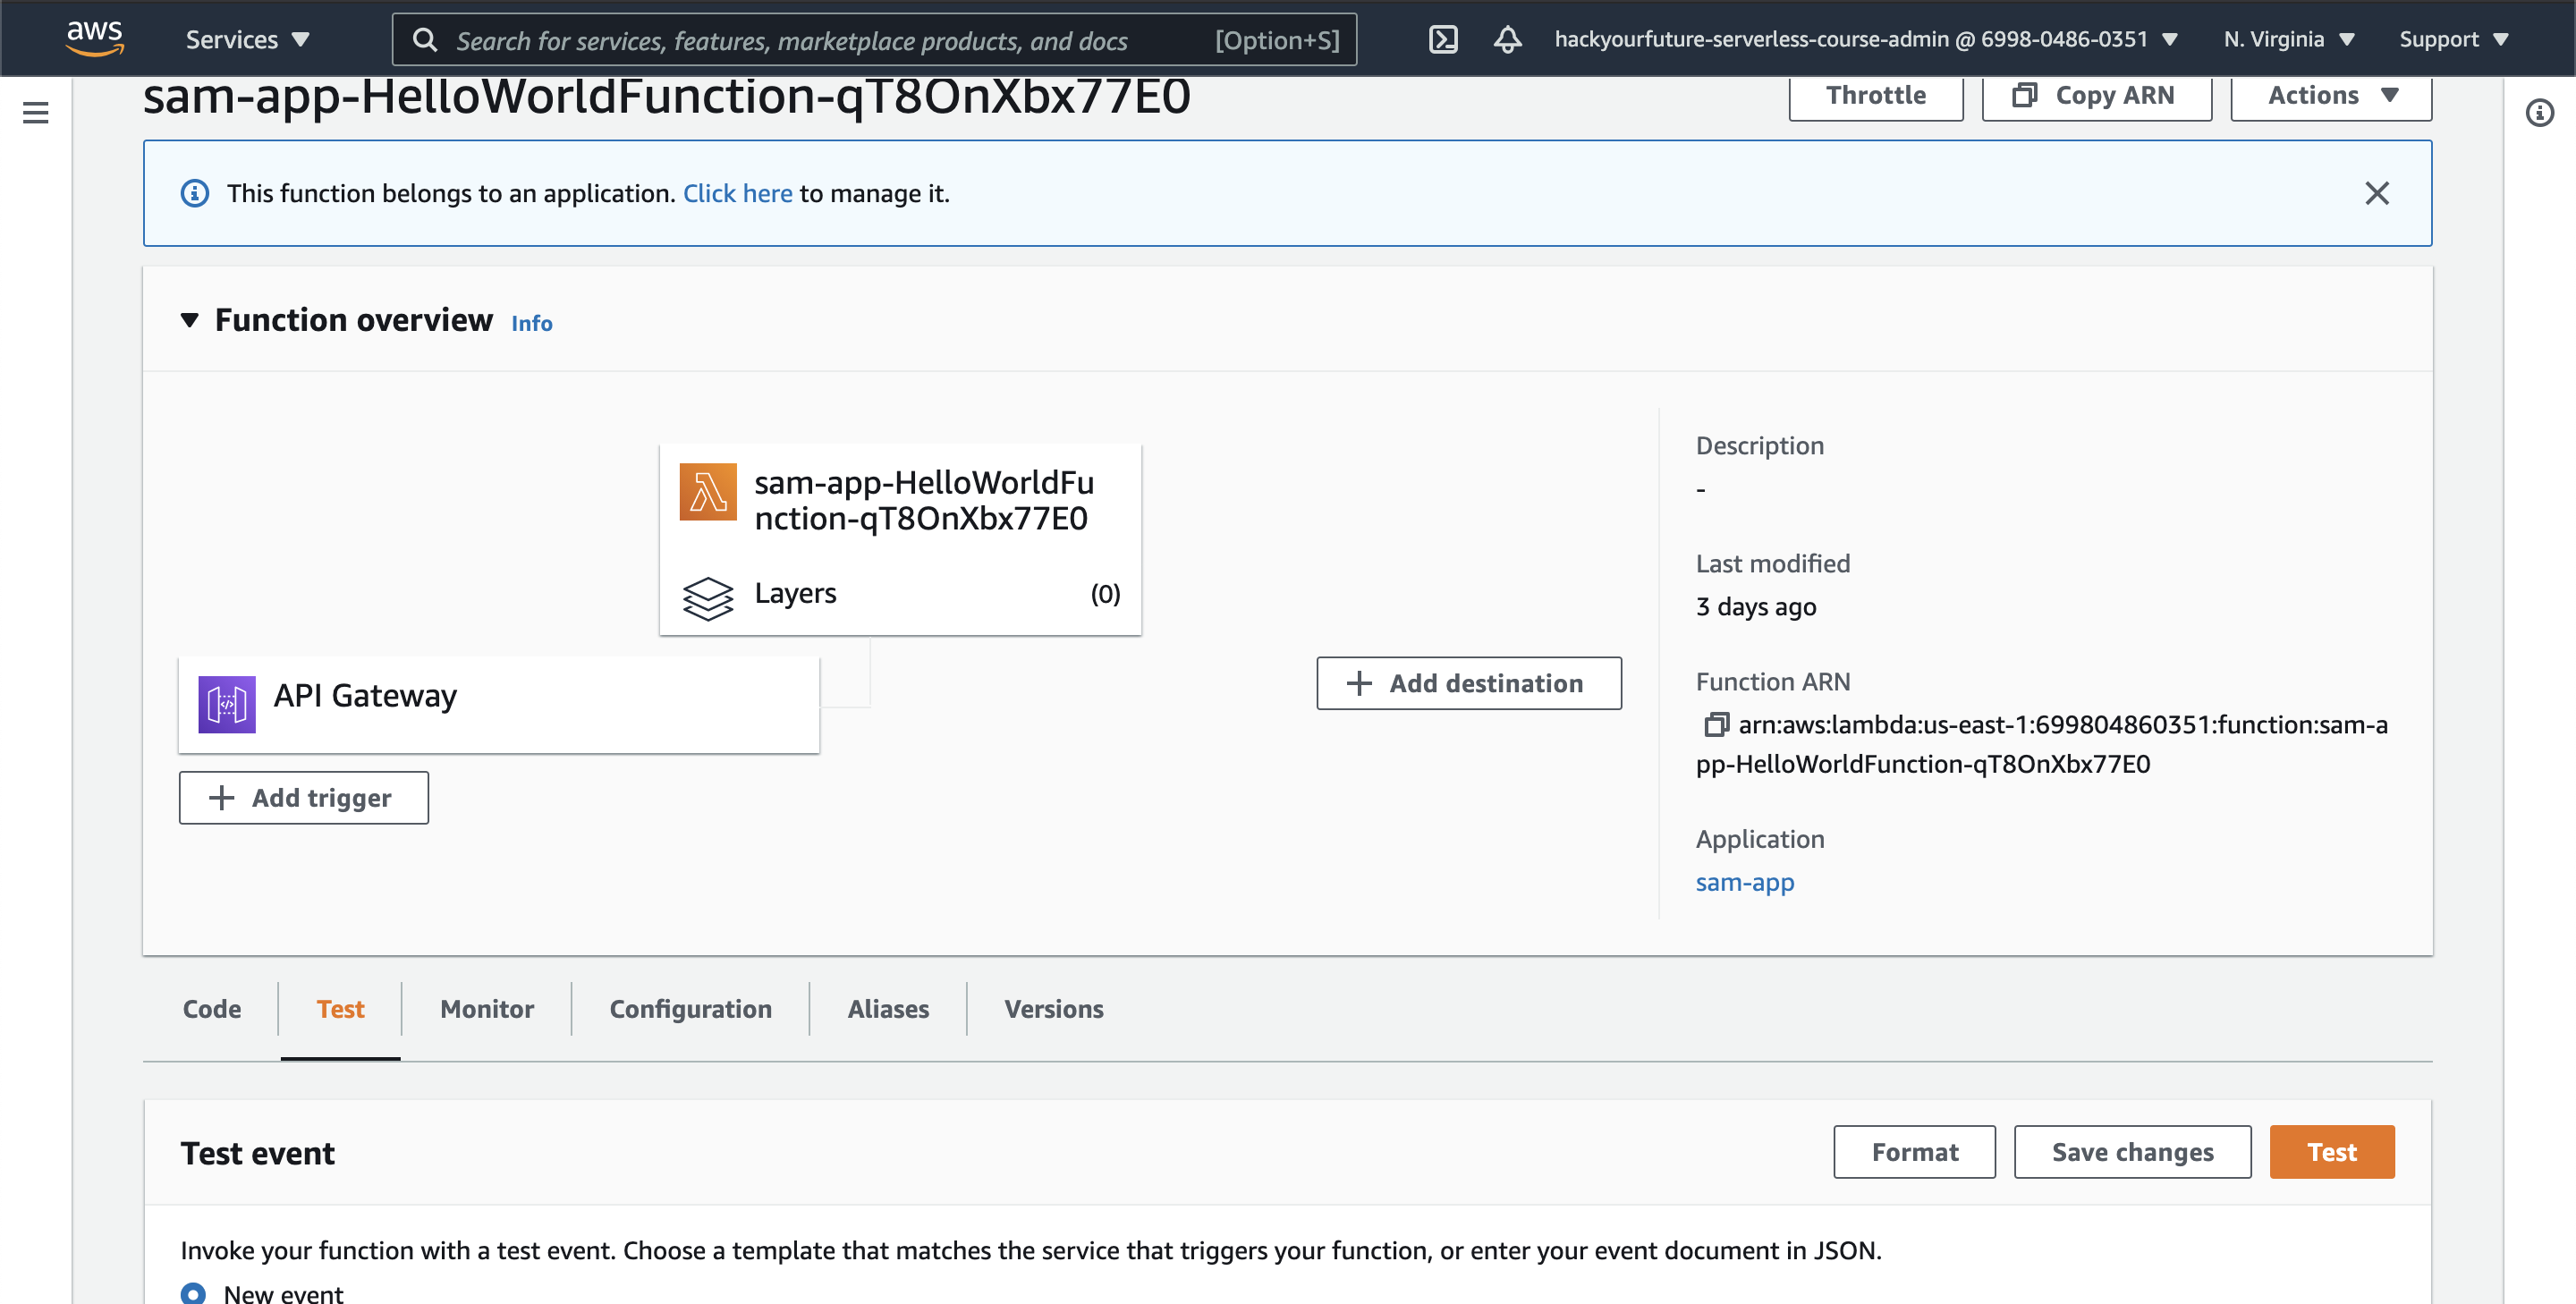 aws Services Search for services, features, marketplace products, and docs [Option+S] hackyourfuture-serverless-course-admin @ 6998-0486-0351 N. Virginia Support
sam-app-HelloWorldFunction-qT8OnXbx77E0 Throttle Copy ARN Actions
This function belongs to an application. Click here to manage it.
Function overview Info
sam-app-HelloWorldFu
nction-qT8OnXbx77E0
Layers (0)
API Gateway
Add trigger
Add destination
Description
-
Last modified
3 days ago
Function ARN
arn:aws:lambda:us-east-1:699804860351:function:sam-a
pp-HelloWorldFunction-qT8OnXbx77E0
Application
sam-app
Code Test Monitor Configuration Aliases Versions
Test event Format Save changes Test
Invoke your function with a test event. Choose a template that matches the service that triggers your function, or enter your event document in JSON.
New event